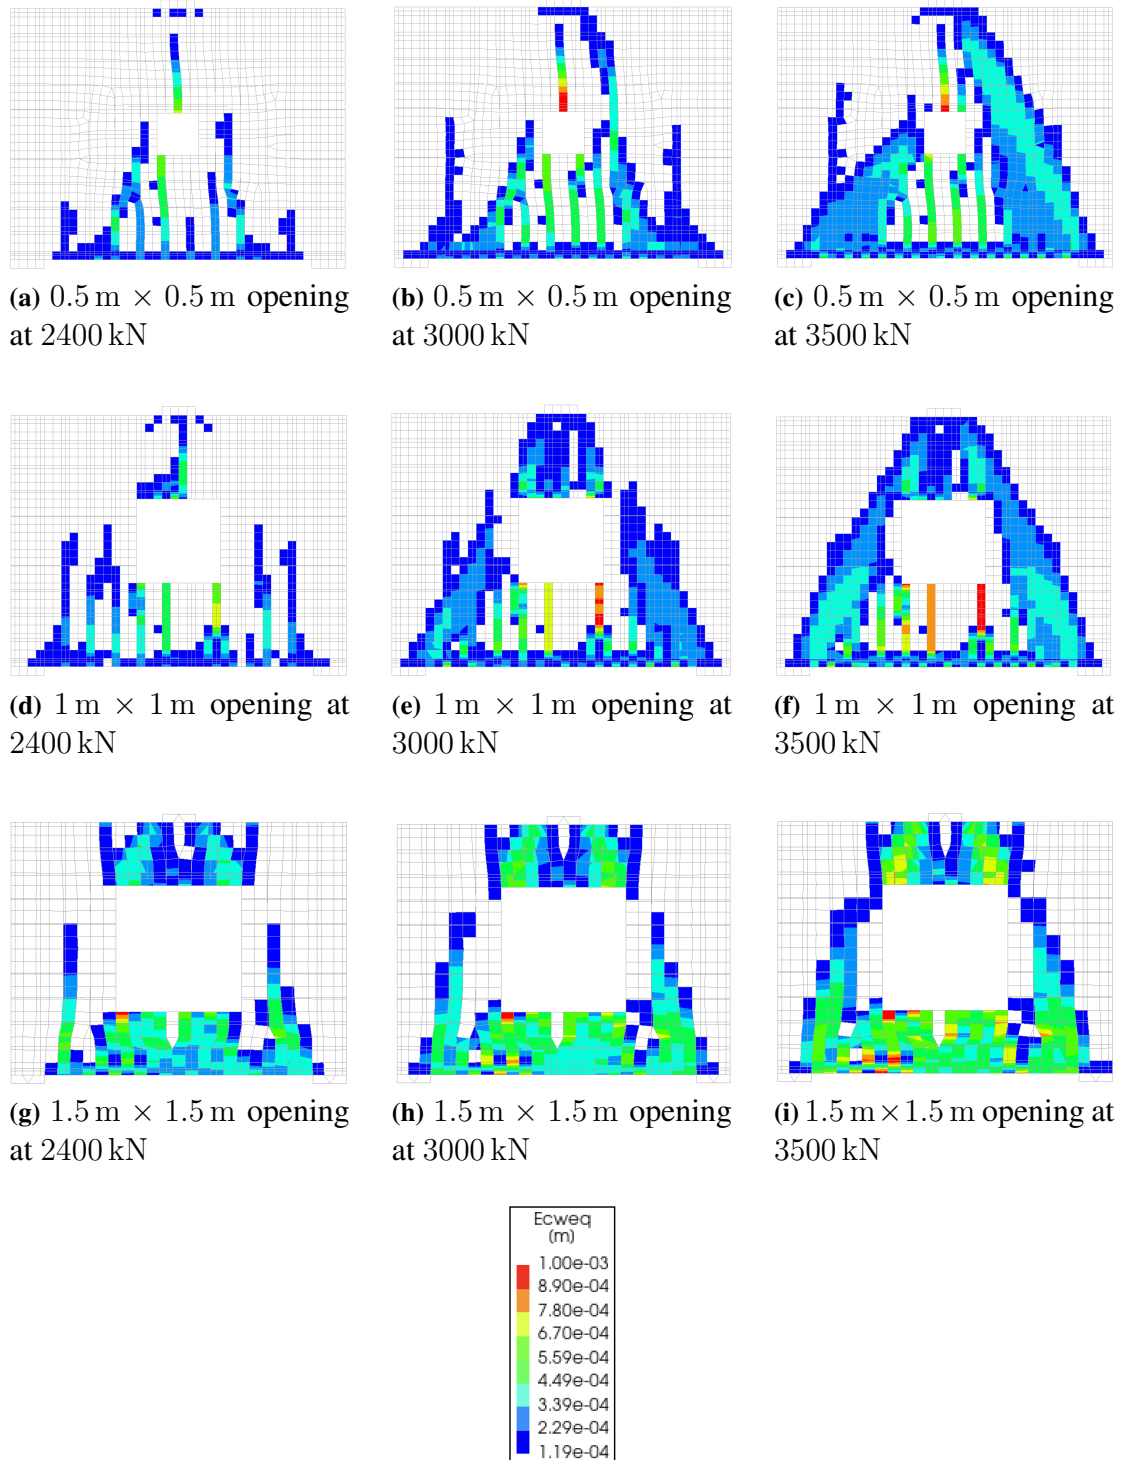 (a) 0.5 m × 0.5 m opening
at 2400 kN
(b) 0.5 m × 0.5 m opening
at 3000 kN
(c) 0.5 m × 0.5 m opening
at 3500 kN
(d) 1 m × 1 m opening at
2400 kN
(e) 1 m × 1 m opening at
3000 kN
(f) 1 m × 1 m opening at
3500 kN
(g) 1.5 m × 1.5 m opening
at 2400 kN
(h) 1.5 m × 1.5 m opening
at 3000 kN
(i) 1.5 m×1.5 m opening at
3500 kN
Ecweq
(m)
1.00e-03
8.90e-04
7.80e-04
6.70e-04
5.59e-04
4.49e-04
3.39e-04
2.29e-04
1.19e-04